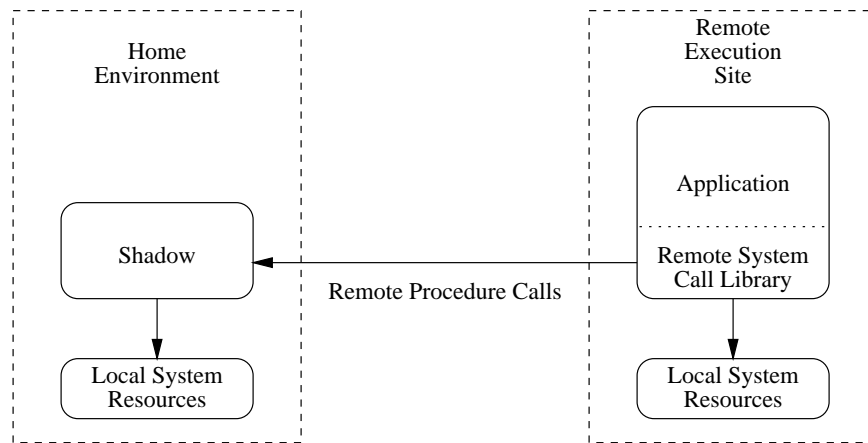 Home
Environment
Remote
Execution
Site
Application
Shadow
Remote System
Call Library
Remote Procedure Calls
Local System
Resources
Local System
Resources